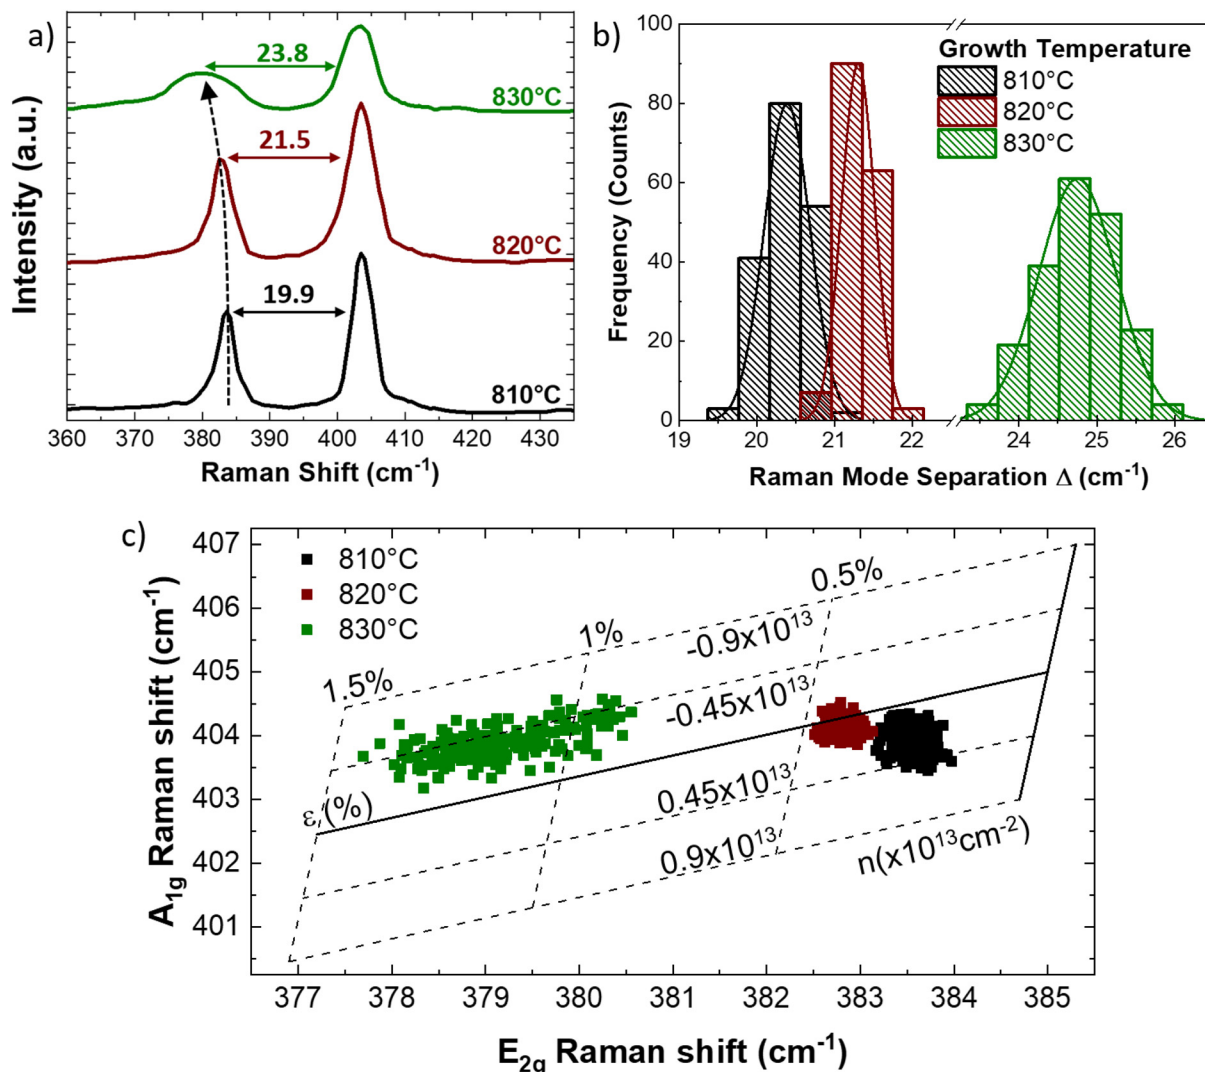 a)
Intensity (a.u.)
23.8
830°C
21.5
820°C
19.9
810°C
360 370 380 390 400 410 420 430
Raman Shift (cm⁻¹)
b)
Frequency (Counts)
100
80
60
40
20
0
Growth Temperature
810°C
820°C
830°C
19 20 21 22 24 25 26
Raman Mode Separation Δ (cm⁻¹)
c)
A₁g Raman shift (cm⁻¹)
407
406
405
404
403
402
401
810°C
820°C
830°C
0.5%
1%
1.5%
-0.9x10¹³
-0.45x10¹³
ε (%)
0.45x10¹³
0.9x10¹³
n(x10¹³cm⁻²)
377 378 379 380 381 382 383 384 385
E₂g Raman shift (cm⁻¹)